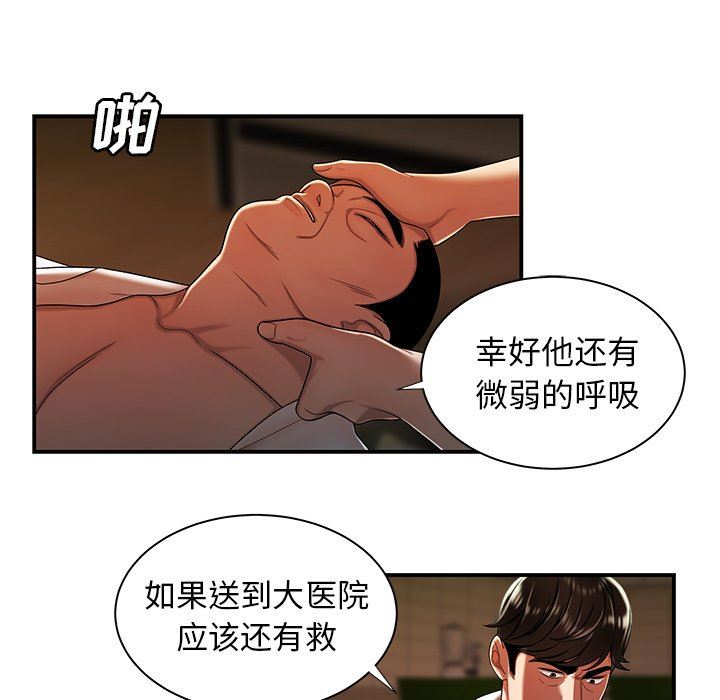 啪
幸好他还有
微弱的呼吸
如果送到大医院
应该还有救